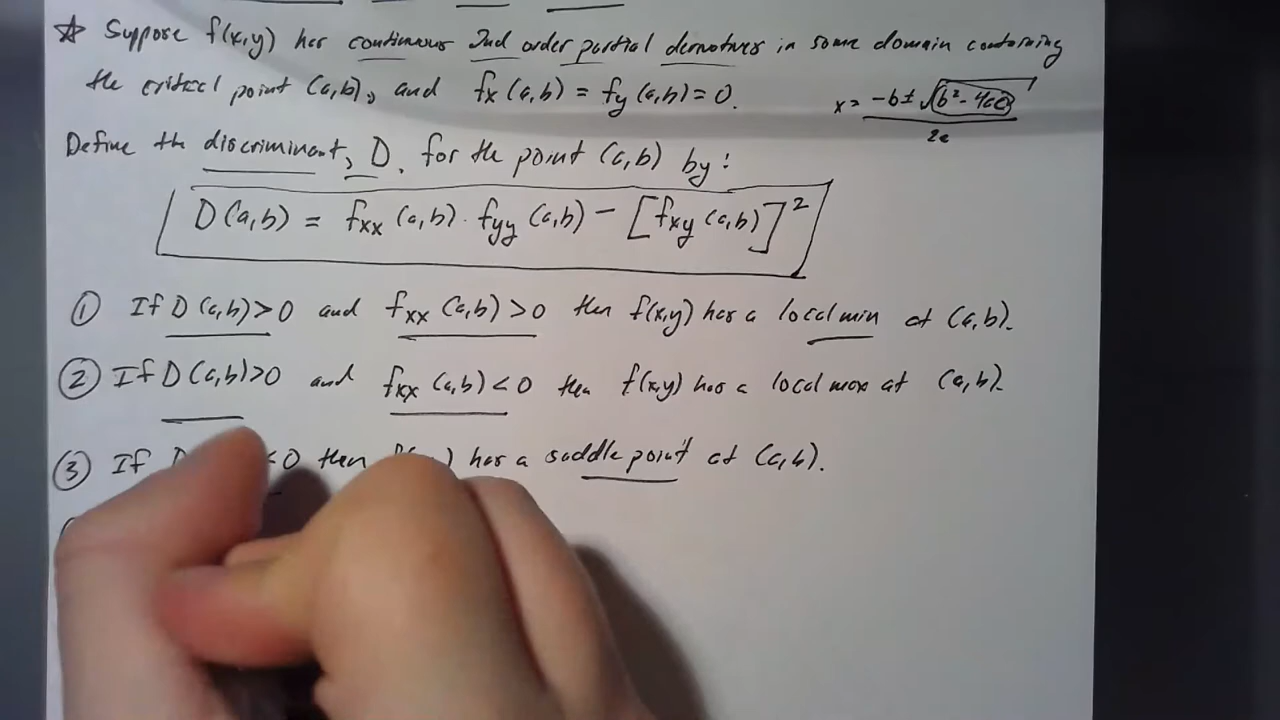 ☆ Suppose f(x,y) has continuous 2nd order partial derivatives in some domain containing
the critical point (a,b), and fx (a,b) = fy (a,b) = 0.
x = -b ± √b² - 4ac / 2a
Define the discriminant, D, for the point (a,b) by:
D(a,b) = fxx (a,b) · fyy (a,b) - [fxy (a,b)]²
① If D(a,b) > 0 and fxx (a,b) > 0 then f(x,y) has a local min at (a,b).
② If D(a,b) > 0 and fxx (a,b) < 0 then f(x,y) has a local max at (a,b).
③ If D < 0 then has a saddle point at (a,b).